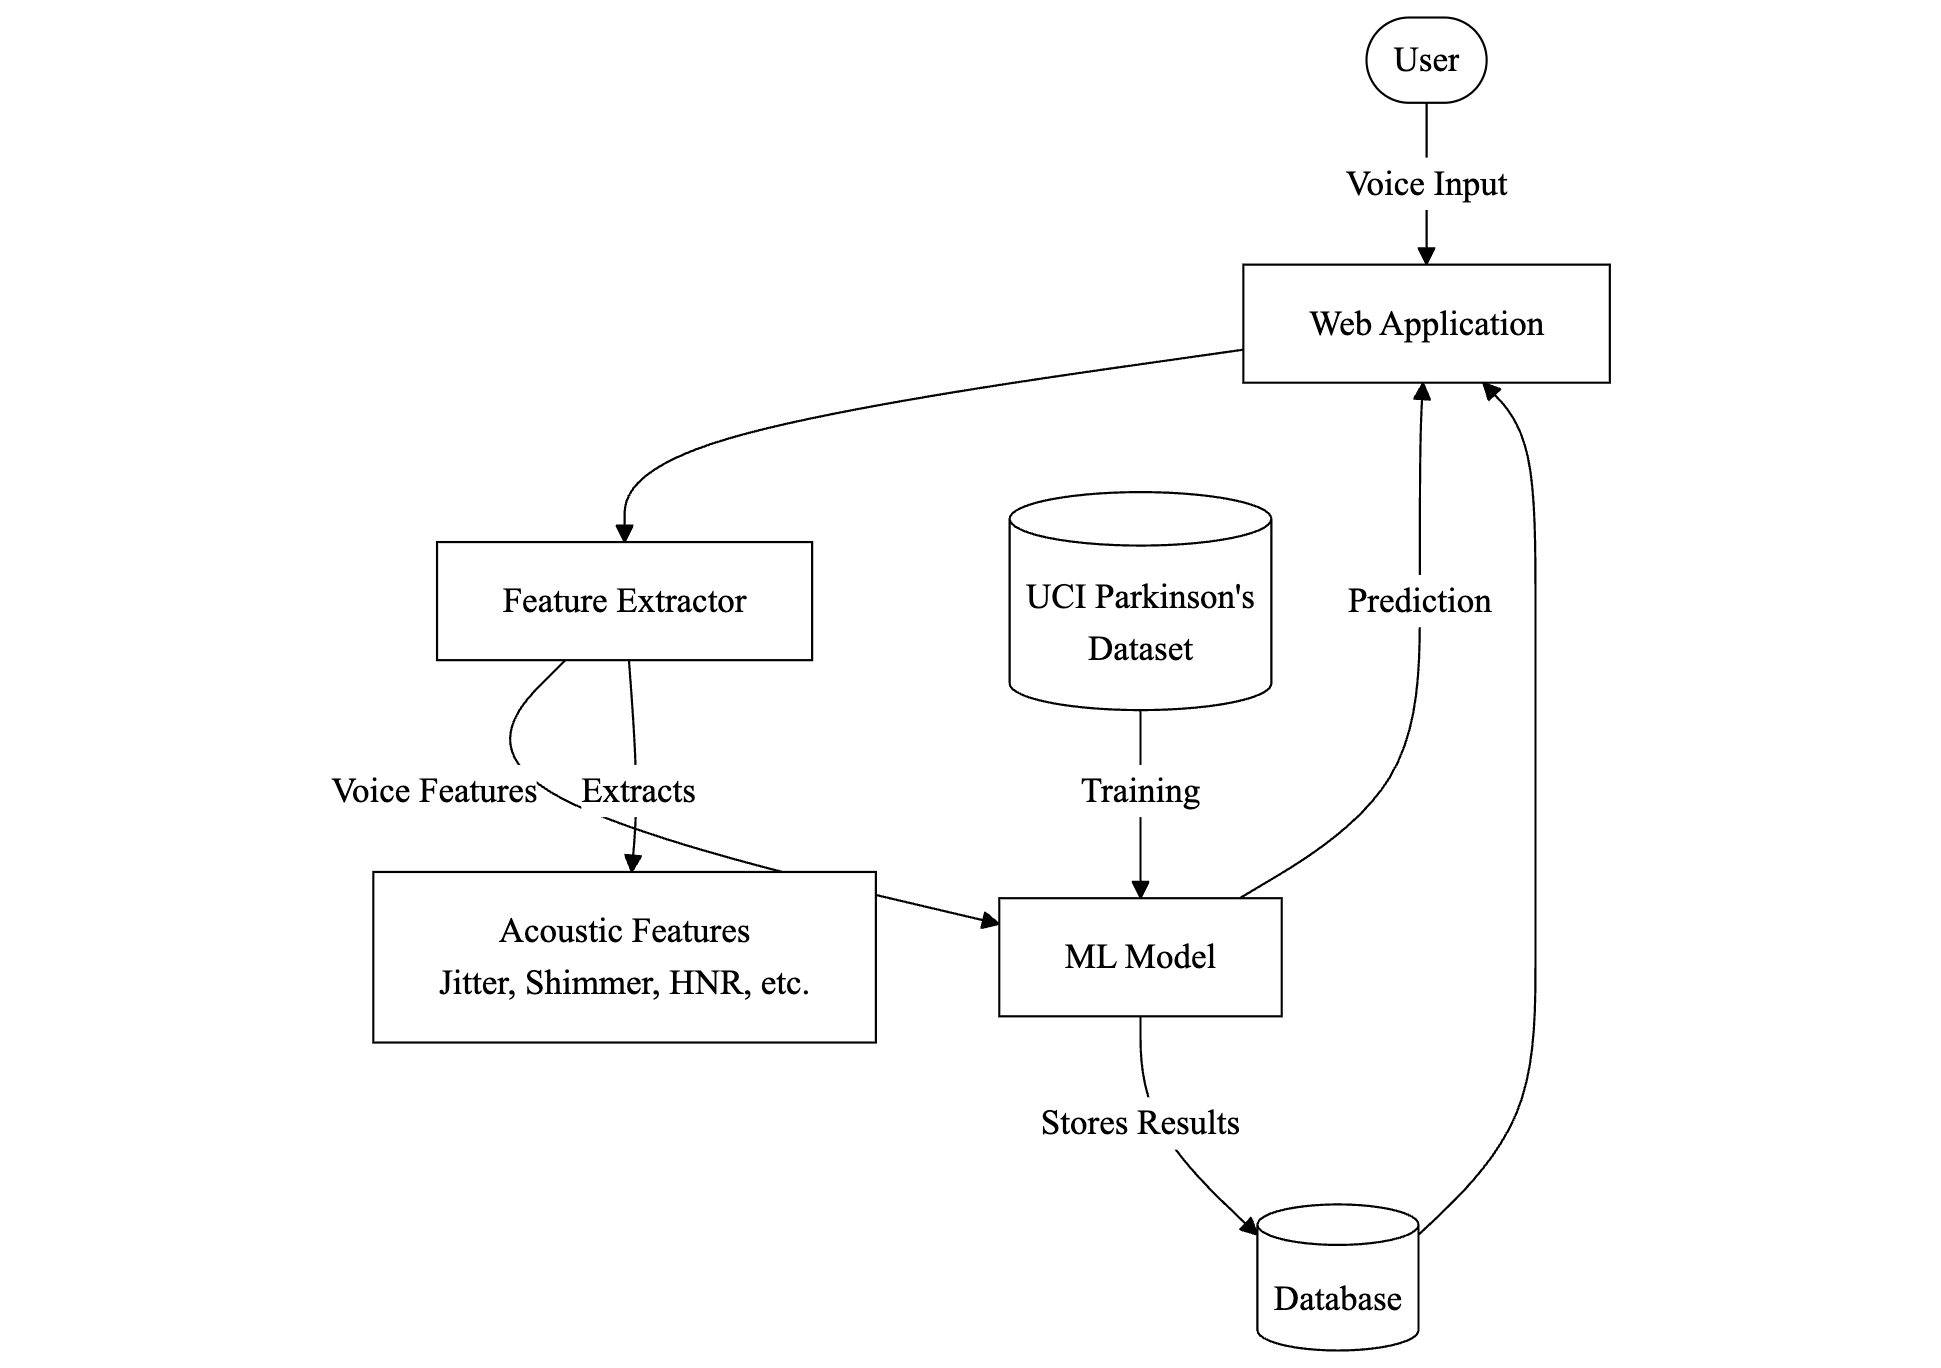 User
Voice Input
Web Application
Feature Extractor
UCI Parkinson's
Dataset
Prediction
Voice Features
Extracts
Training
Acoustic Features
Jitter, Shimmer, HNR, etc.
ML Model
Stores Results
Database